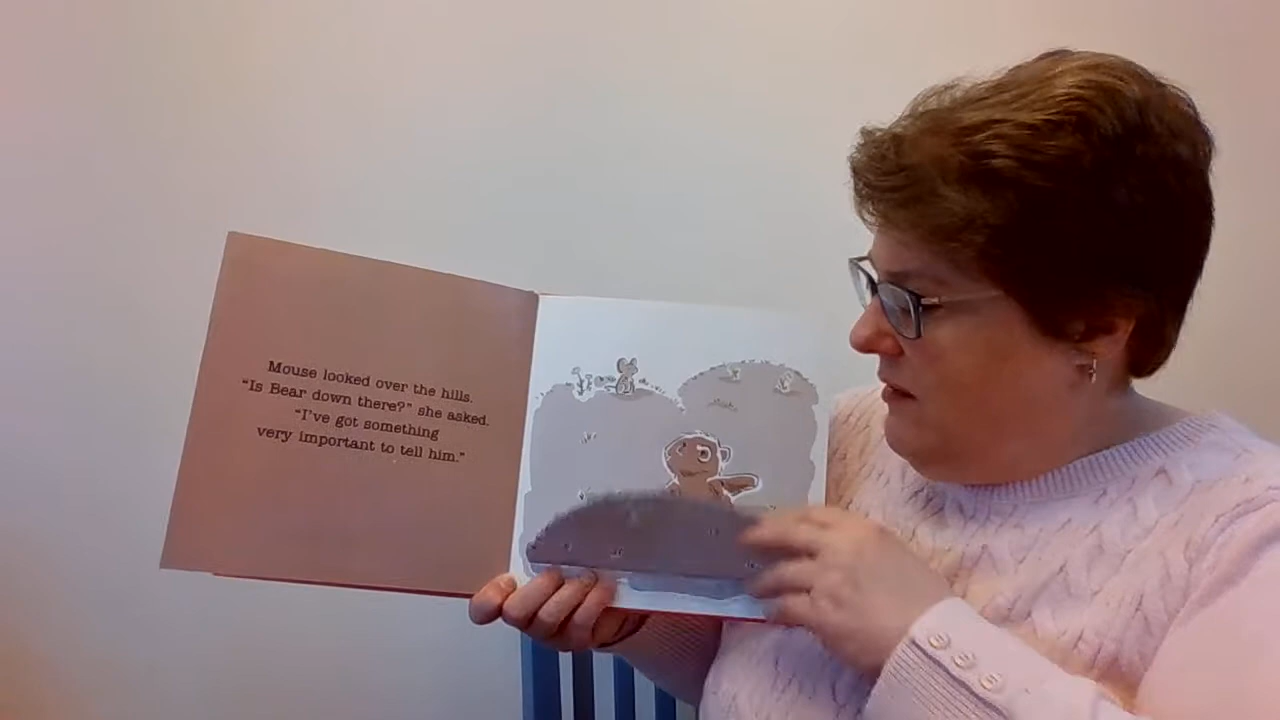 Mouse looked over the hills.
“Is Bear down there?” she asked.
“I’ve got something
very important to tell him.”